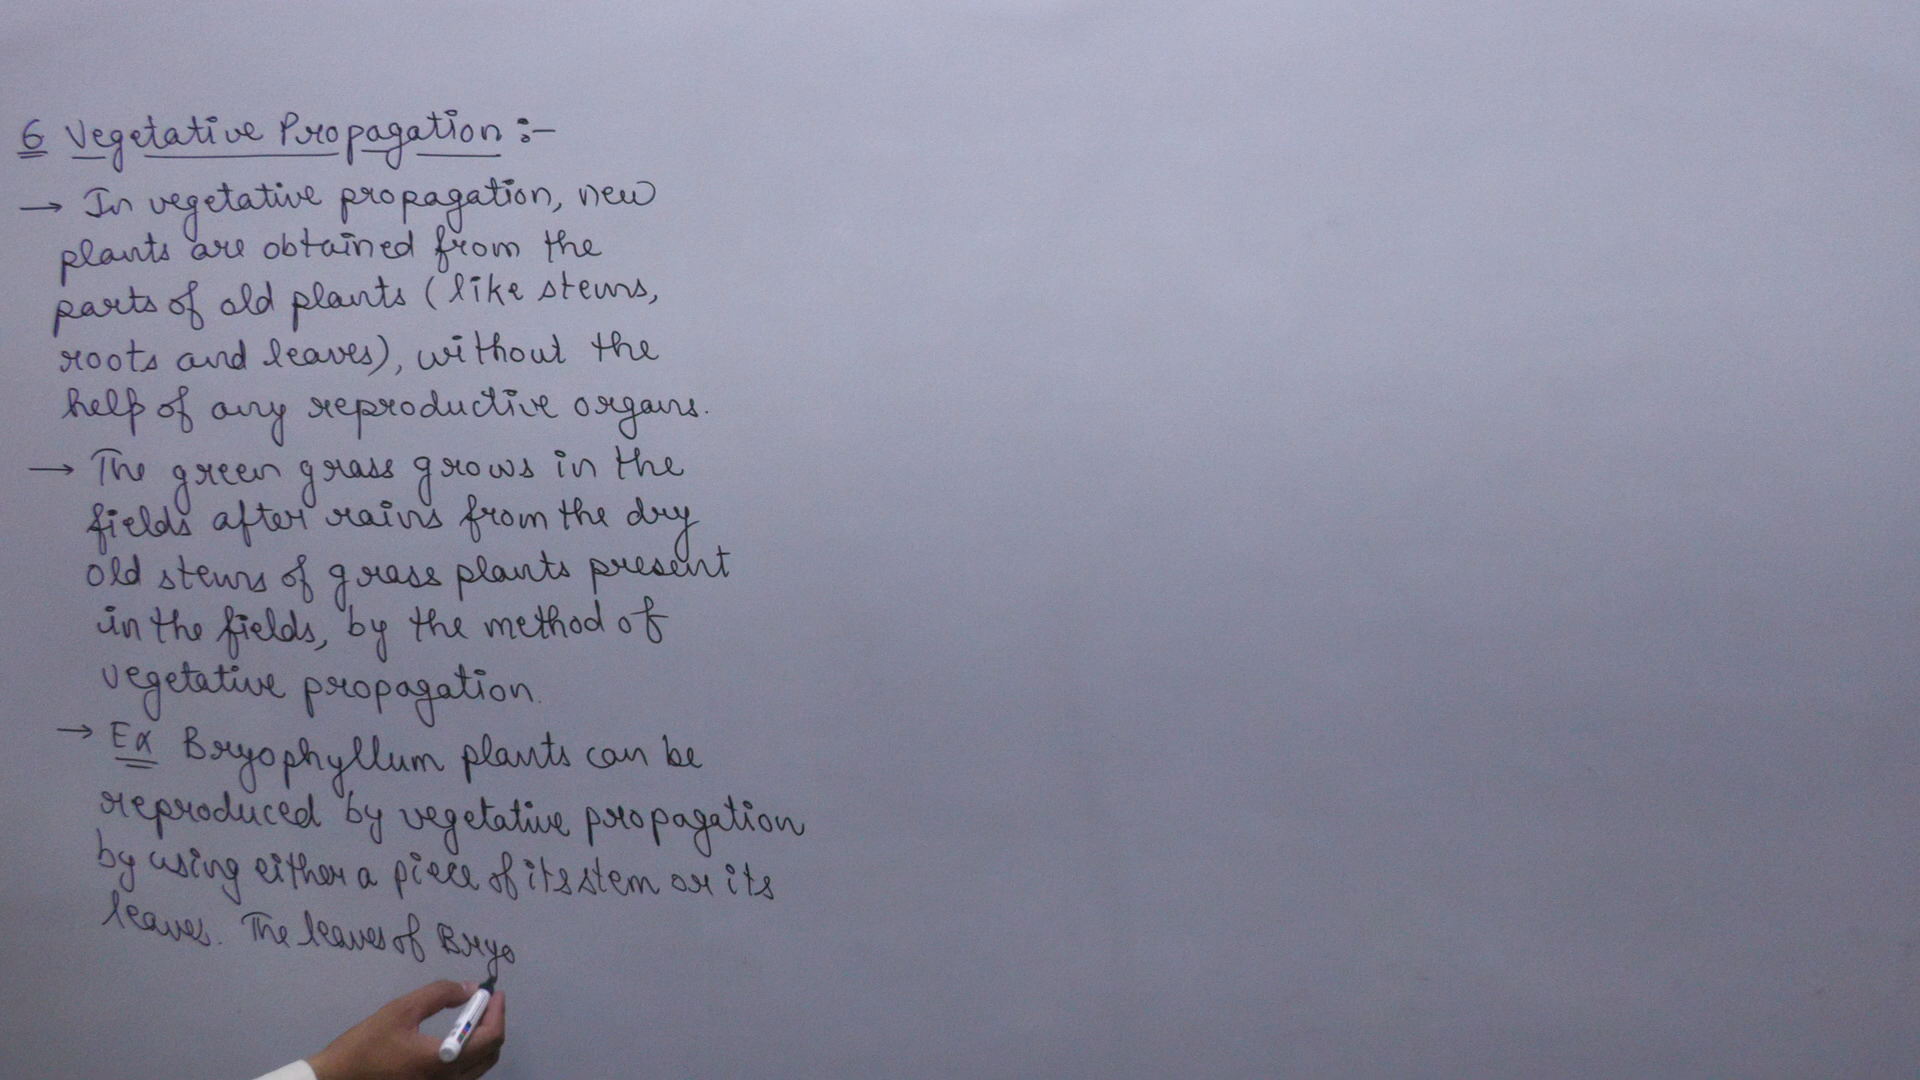 6 Vegetative Propagation :-
→ In vegetative propagation, new
plants are obtained from the
parts of old plants (like stems,
roots and leaves), without the
help of any reproductive organs.
→ The green grass grows in the
fields after rains from the dry
old stems of grass plants present
in the fields, by the method of
vegetative propagation.
→ Ex Bryophyllum plants can be
reproduced by vegetative propagation
by using either a piece of its stem or its
leaves. The leaves of Bryo